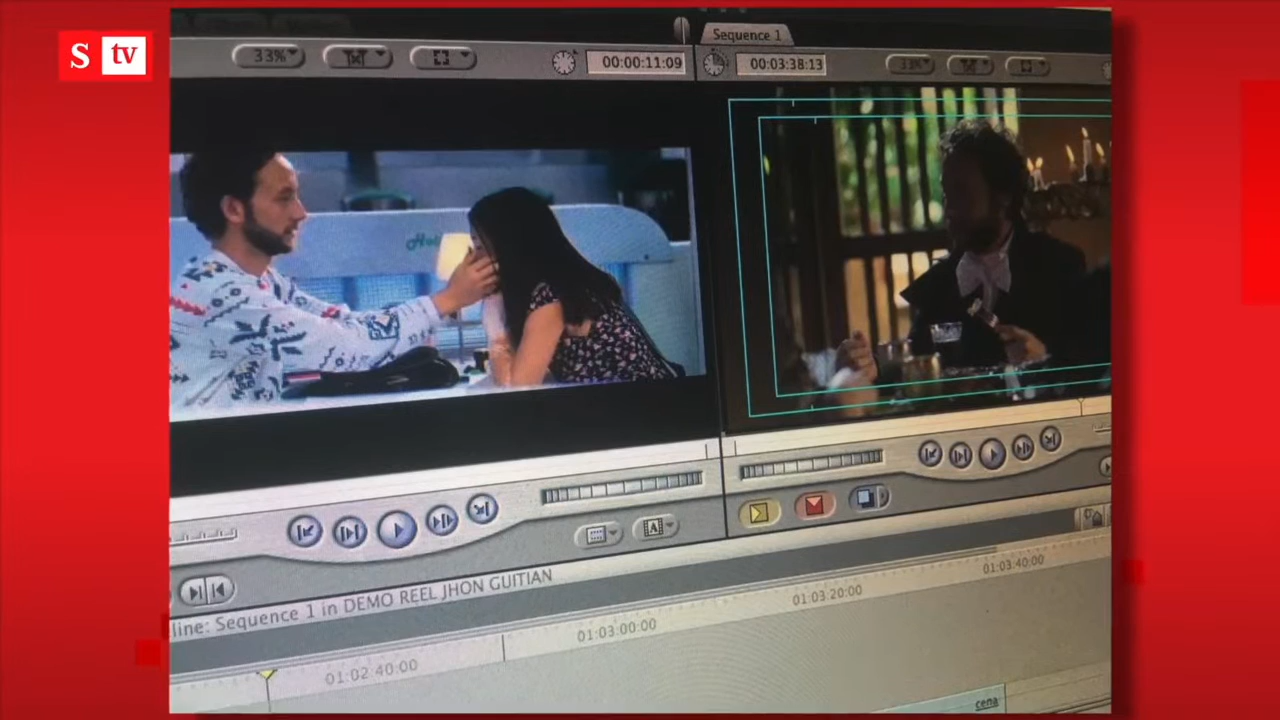 S tv
Sequence 1
33%
00:00:11:09
00:03:38:13
33%
A
line: Sequence 1 in DEMO REEL JHON GUITIAN
01:02:40:00
01:03:00:00
01:03:20:00
01:03:40:00
cena